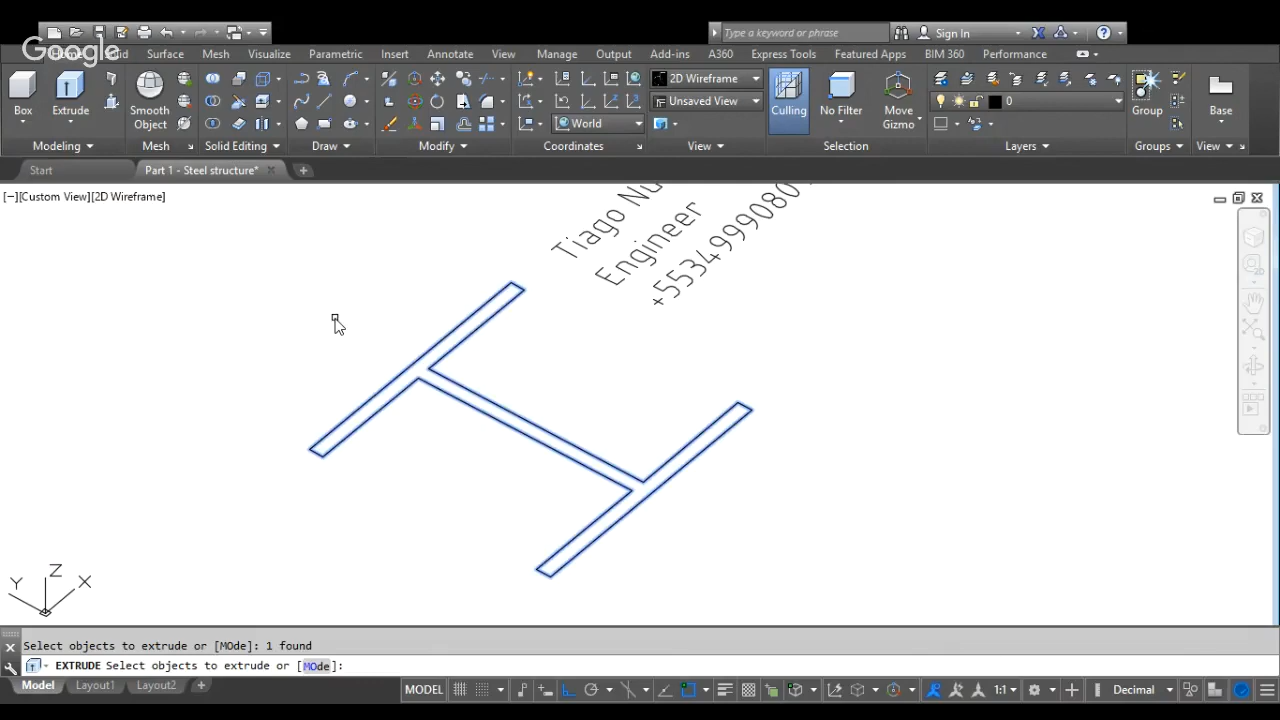 Google
Type a keyword or phrase
Sign In
Surface
Mesh
Visualize
Parametric
Insert
Annotate
View
Manage
Output
Add-ins
A360
Express Tools
Featured Apps
BIM 360
Performance
Box
Extrude
Smooth
Object
2D Wireframe
Unsaved View
World
Culling
No Filter
Move
Gizmo
0
Group
Base
Modeling
Mesh
Solid Editing
Draw
Modify
Coordinates
View
Selection
Layers
Groups
View
Start
Part 1 - Steel structure*
[−][Custom View][2D Wireframe]
Tiago
Engineer
Y
Z
X
Select objects to extrude or [MOde]: 1 found
EXTRUDE Select objects to extrude or [MOde]:
Model
Layout1
Layout2
MODEL
1:1
Decimal